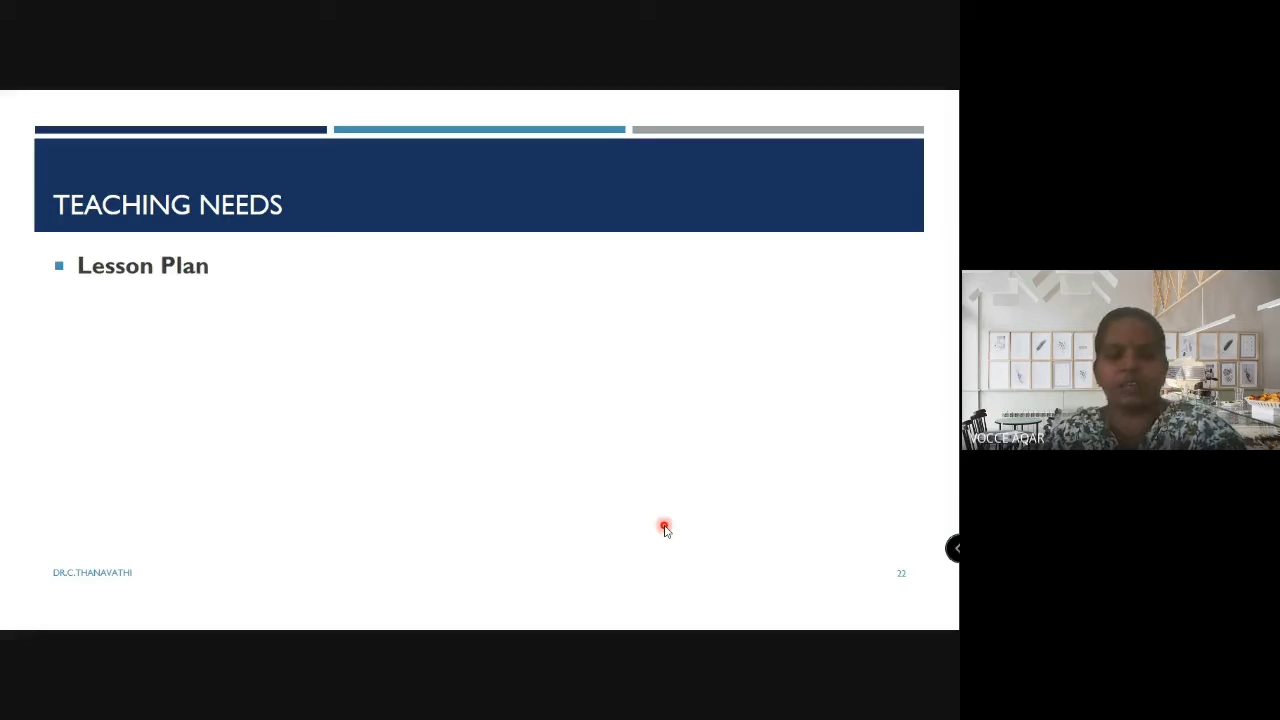 TEACHING NEEDS
Lesson Plan
VOCCE AQAR
DR.C.THANAVATHI
22